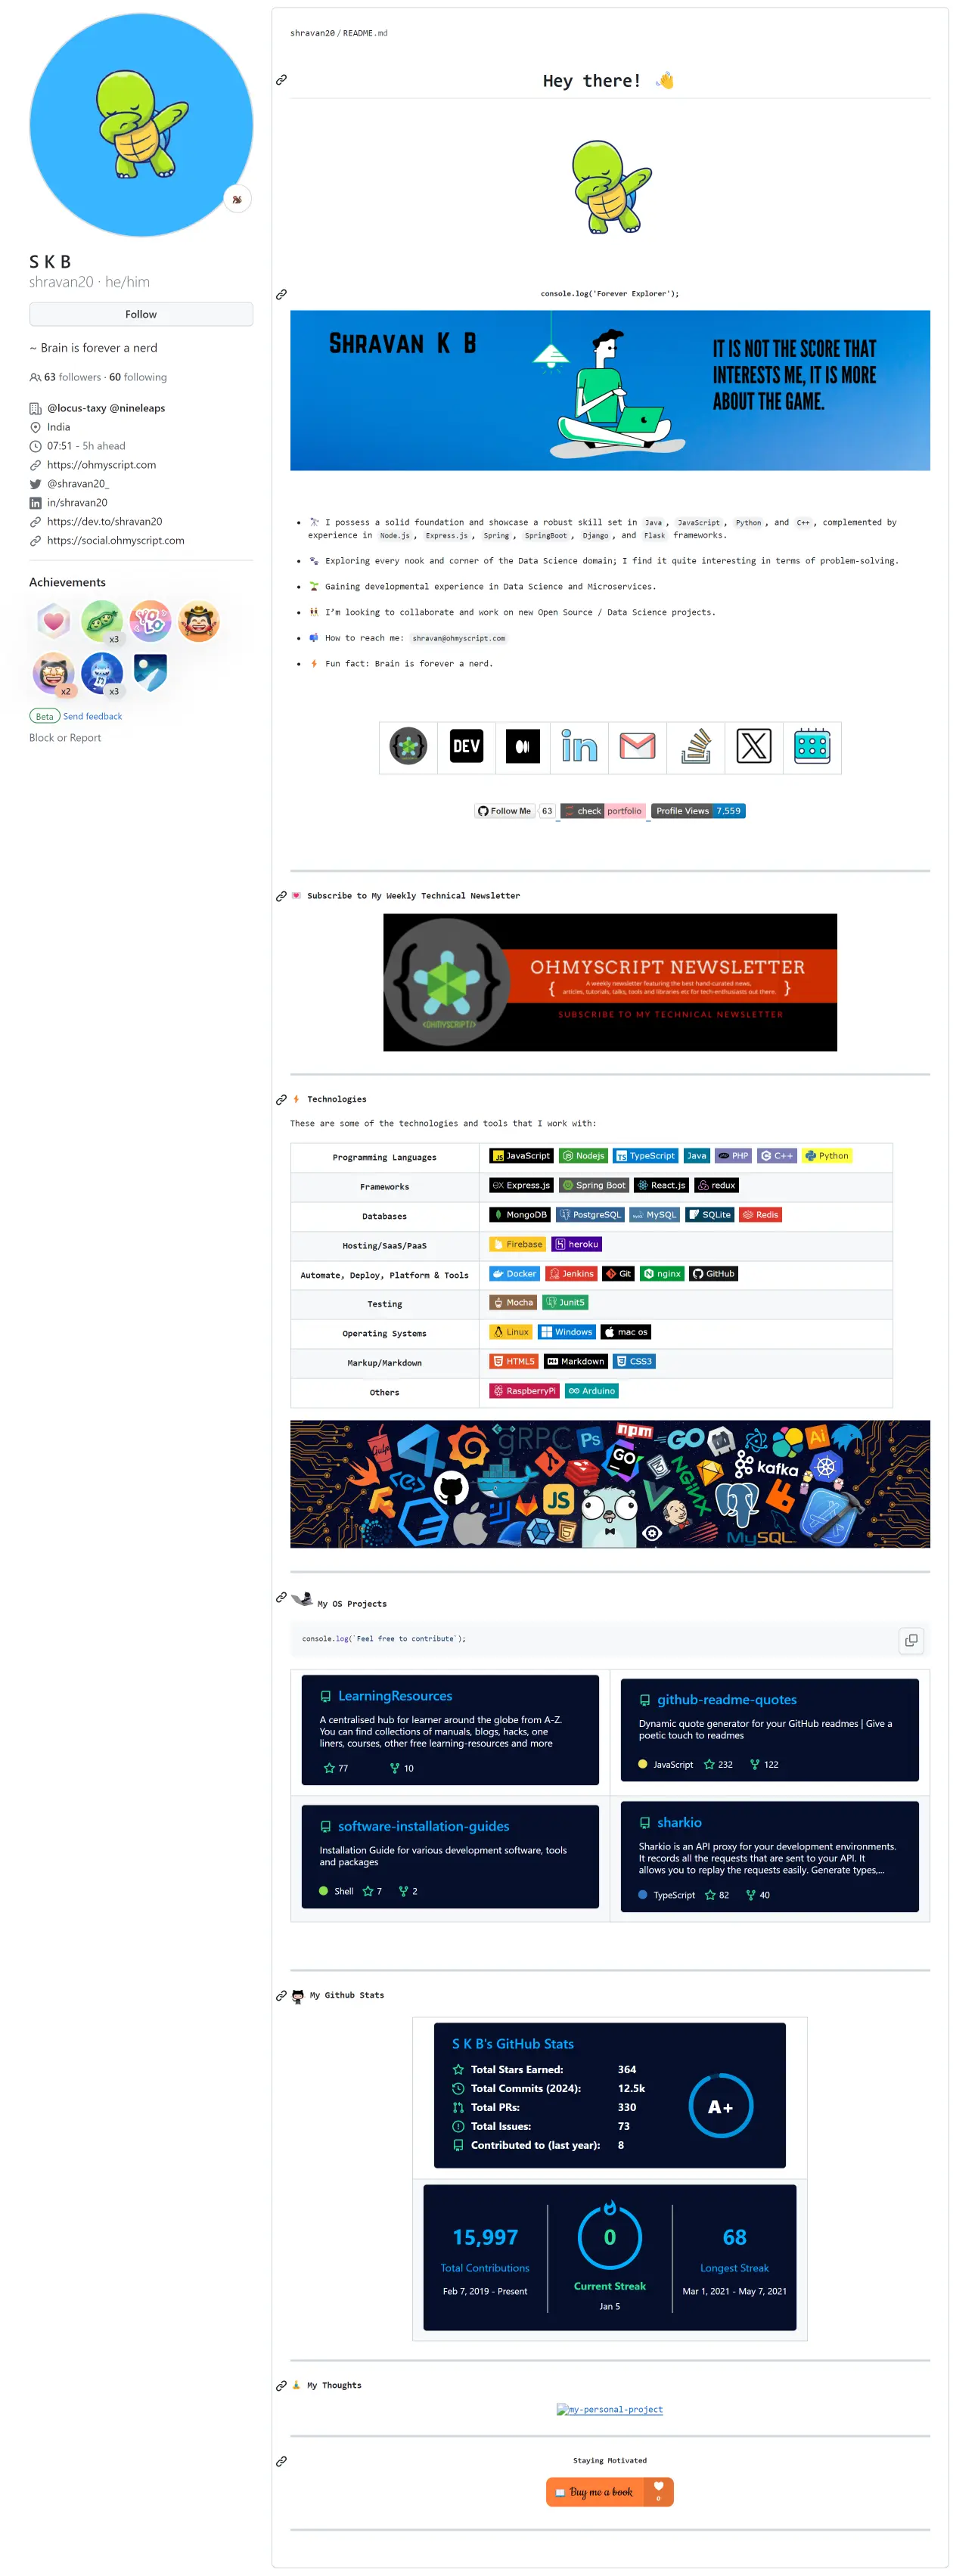 S K B
shravan20 · he/him
Follow
~ Brain is forever a nerd
63 followers · 60 following
@locus-taxy @nineleaps
India
07:51 - 5h ahead
https://ohmyscript.com
@shravan20_
in/shravan20
https://dev.to/shravan20
https://social.ohmyscript.com
Achievements
x3
YOLO
x2
x3
Beta Send feedback
Block or Report
shravan20 / README.md
Hey there! 👋
console.log('Forever Explorer');
SHRAVAN K B
IT IS NOT THE SCORE THAT
INTERESTS ME, IT IS MORE
ABOUT THE GAME.
I possess a solid foundation and showcase a robust skill set in Java, JavaScript, Python, and C++, complemented by
experience in Node.js, Express.js, Spring, SpringBoot, Django, and Flask frameworks.
Exploring every nook and corner of the Data Science domain; I find it quite interesting in terms of problem-solving.
Gaining developmental experience in Data Science and Microservices.
I'm looking to collaborate and work on new Open Source / Data Science projects.
How to reach me: shravan@ohmyscript.com
Fun fact: Brain is forever a nerd.
DEV
in
X
Follow Me 63 check portfolio Profile Views 7,559
Subscribe to My Weekly Technical Newsletter
OHMYSCRIPT NEWSLETTER
{ A weekly newsletter featuring the best hand-curated news,
articles, tutorials, talks, tools and libraries etc for tech-enthusiasts out there. }
SUBSCRIBE TO MY TECHNICAL NEWSLETTER
<OHMYSCRIPT/>
Technologies
These are some of the technologies and tools that I work with:
Programming Languages JavaScript Nodejs TypeScript Java PHP C++ Python
Frameworks Express.js Spring Boot React.js redux
Databases MongoDB PostgreSQL MySQL SQLite Redis
Hosting/SaaS/PaaS Firebase heroku
Automate, Deploy, Platform & Tools Docker Jenkins Git nginx GitHub
Testing Mocha Junit5
Operating Systems Linux Windows mac os
Markup/Markdown HTML5 Markdown CSS3
Others RaspberryPi Arduino
Gulp gRPC Ps npm GO Ai
GO kafka
JS NGINX
MySQL
My OS Projects
console.log(`Feel free to contribute`);
LearningResources
A centralised hub for learner around the globe from A-Z.
You can find collections of manuals, blogs, hacks, one
liners, courses, other free learning-resources and more
77 10
github-readme-quotes
Dynamic quote generator for your GitHub readmes | Give a
poetic touch to readmes
JavaScript 232 122
software-installation-guides
Installation Guide for various development software, tools
and packages
Shell 7 2
sharkio
Sharkio is an API proxy for your development environments.
It records all the requests that are sent to your API. It
allows you to replay the requests easily. Generate types,...
TypeScript 82 40
My Github Stats
S K B's GitHub Stats
Total Stars Earned: 364
Total Commits (2024): 12.5k
Total PRs: 330
Total Issues: 73
Contributed to (last year): 8
A+
15,997
Total Contributions
Feb 7, 2019 - Present
0
Current Streak
Jan 5
68
Longest Streak
Mar 1, 2021 - May 7, 2021
My Thoughts
my-personal-project
Staying Motivated
Buy me a book
0